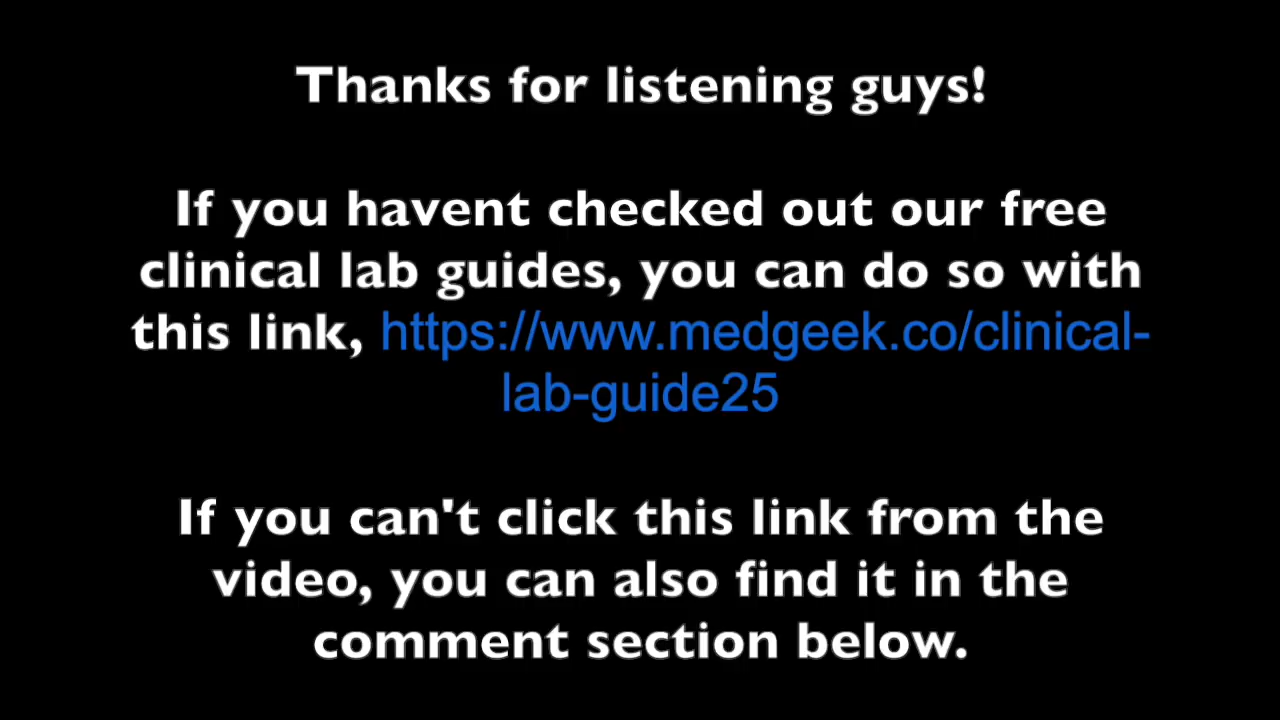 Thanks for listening guys!
If you havent checked out our free
clinical lab guides, you can do so with
this link, https://www.medgeek.co/clinical-
lab-guide25
If you can't click this link from the
video, you can also find it in the
comment section below.